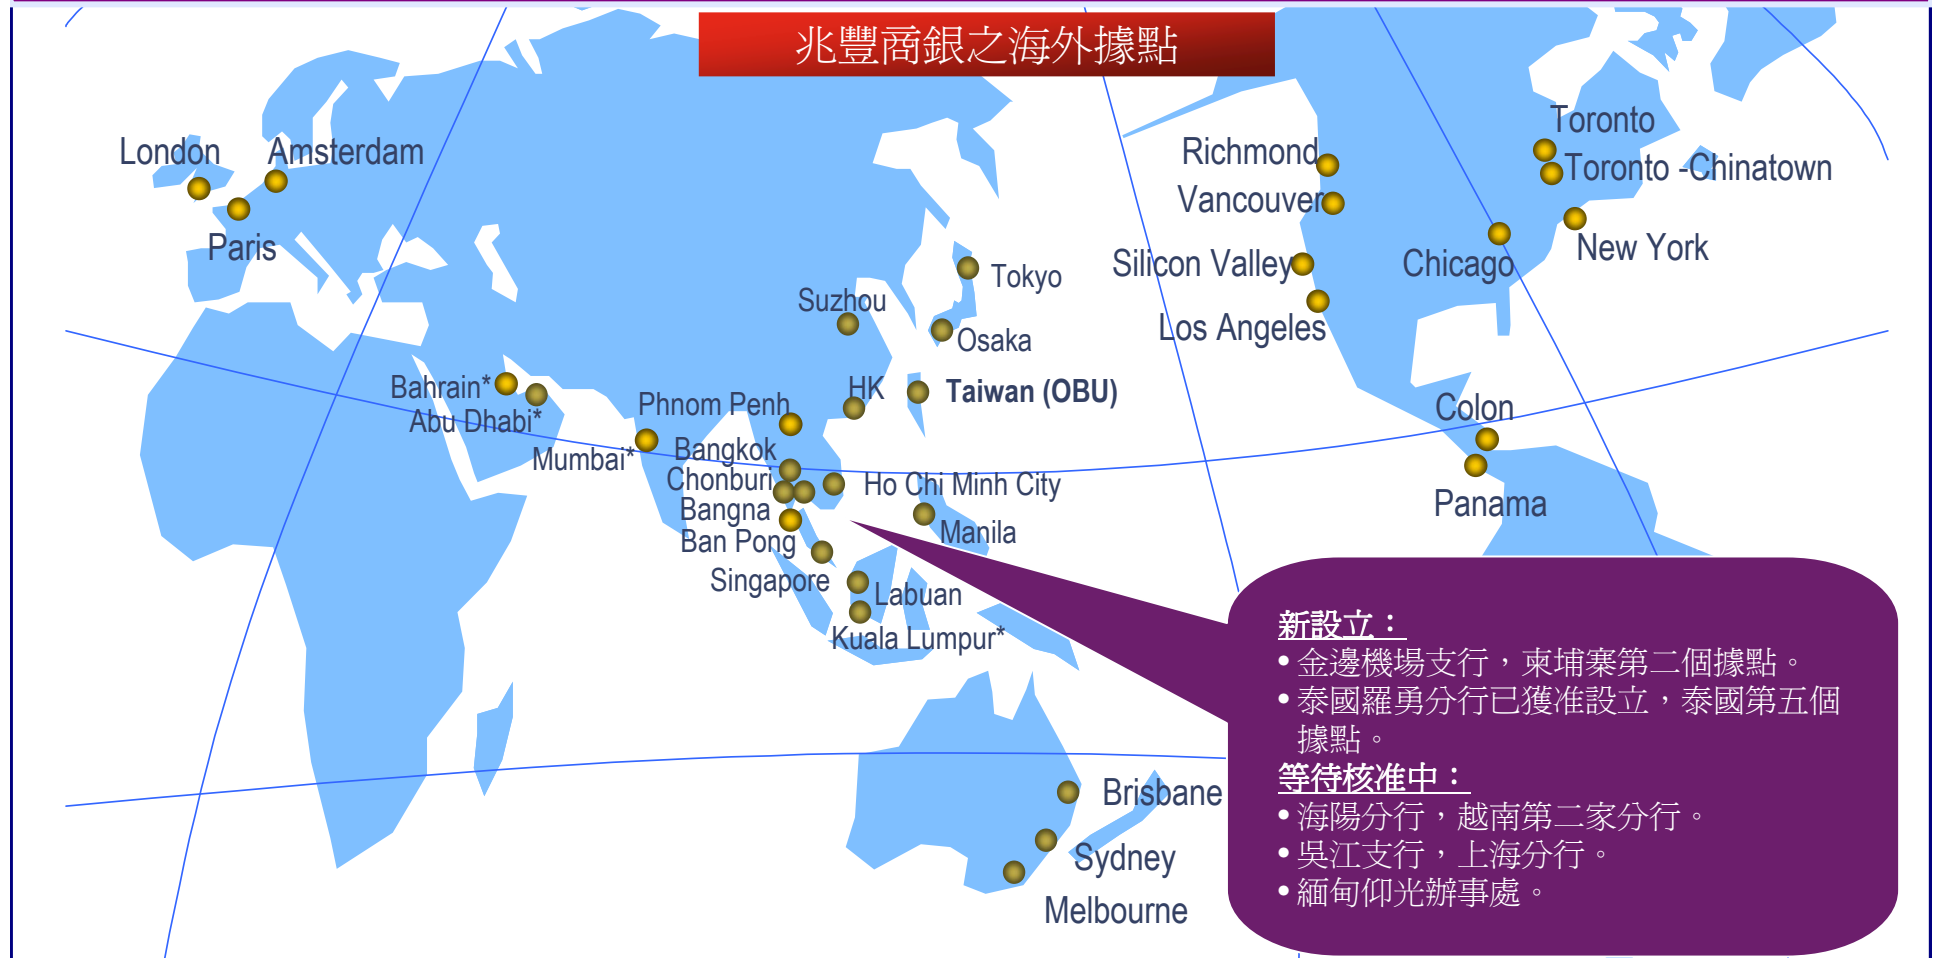 兆豐商銀之海外據點
London
Amsterdam
Paris
Richmond
Vancouver
Silicon Valley
Los Angeles
Toronto
Toronto -Chinatown
New York
Chicago
Colon
Panama
Tokyo
Suzhou
Osaka
HK
Taiwan (OBU)
Bahrain*
Abu Dhabi*
Mumbai*
Phnom Penh
Bangkok
Chonburi
Bangna
Ban Pong
Ho Chi Minh City
Manila
Singapore
Labuan
Kuala Lumpur*
Brisbane
Sydney
Melbourne
新設立：
•金邊機場支行，柬埔寨第二個據點。
•泰國羅勇分行已獲准設立，泰國第五個
據點。
等待核准中：
•海陽分行，越南第二家分行。
•吳江支行，上海分行。
•緬甸仰光辦事處。